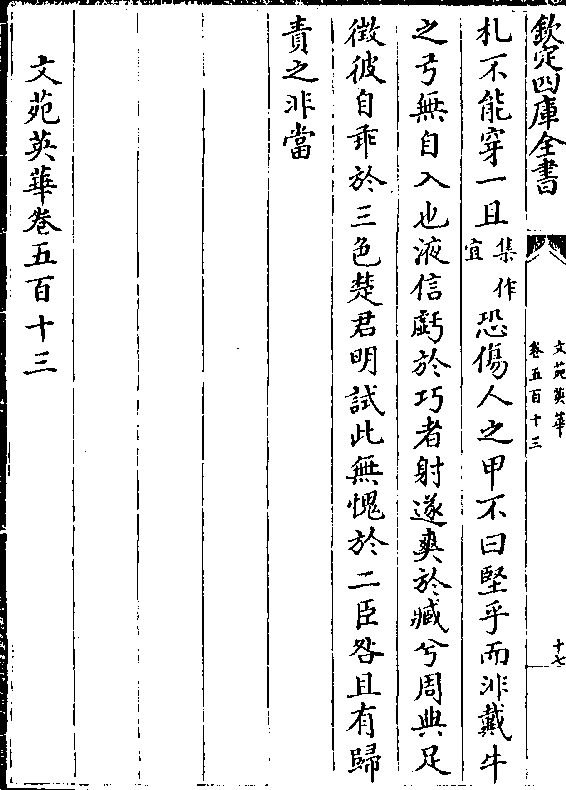 欽定四庫全書
文苑英華
卷五百十三
十七
札不能穿一且集作宜恐傷人之甲不曰堅乎而非戴牛
之弓無自入也液信虧於巧者射遂爽於臧兮周典足
徵彼自乖於三色楚君明試此無愧於二臣咎且有歸
責之非當
文苑英華卷五百十三